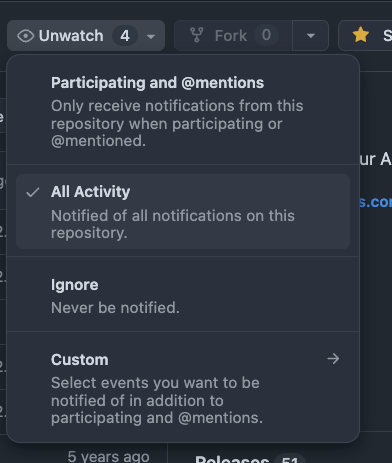 Unwatch 4 Fork 0 S
Participating and @mentions
Only receive notifications from this
repository when participating or
@mentioned.
ur A
All Activity
s.co
Notified of all notifications on this
repository.
Ignore
Never be notified.
Custom
Select events you want to be
notified of in addition to
participating and @mentions.
5 years ago
Releases 51